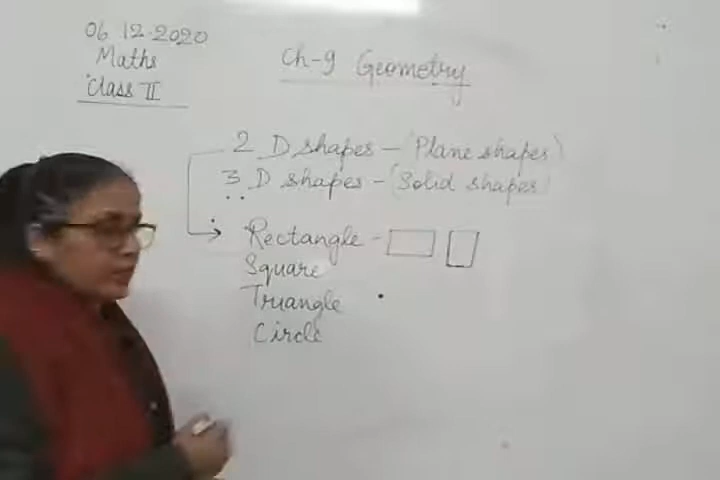 06 12.2020
Maths
Class II
Ch-9 Geometry
2 D shapes - (Plane shapes)
3 D shapes - (Solid shapes)
Rectangle -
Square
Triangle
Circle